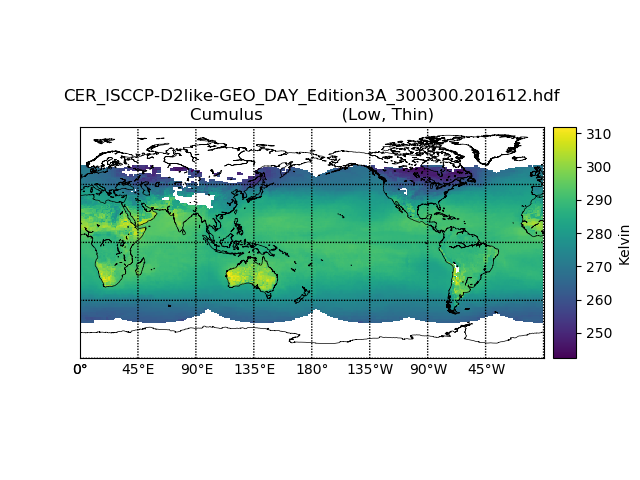 CER_ISCCP-D2like-GEO_DAY_Edition3A_300300.201612.hdf
Cumulus (Low, Thin)
310
300
290
280
270
260
250
Kelvin
0° 45°E 90°E 135°E 180° 135°W 90°W 45°W